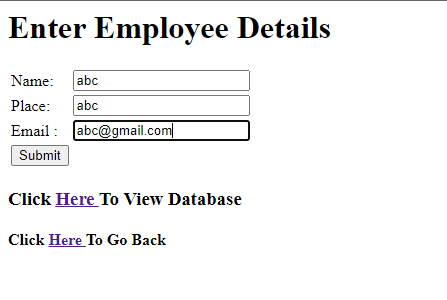 Enter Employee Details
Name: abc
Place: abc
Email : abc@gmail.com
Submit
Click Here To View Database
Click Here To Go Back